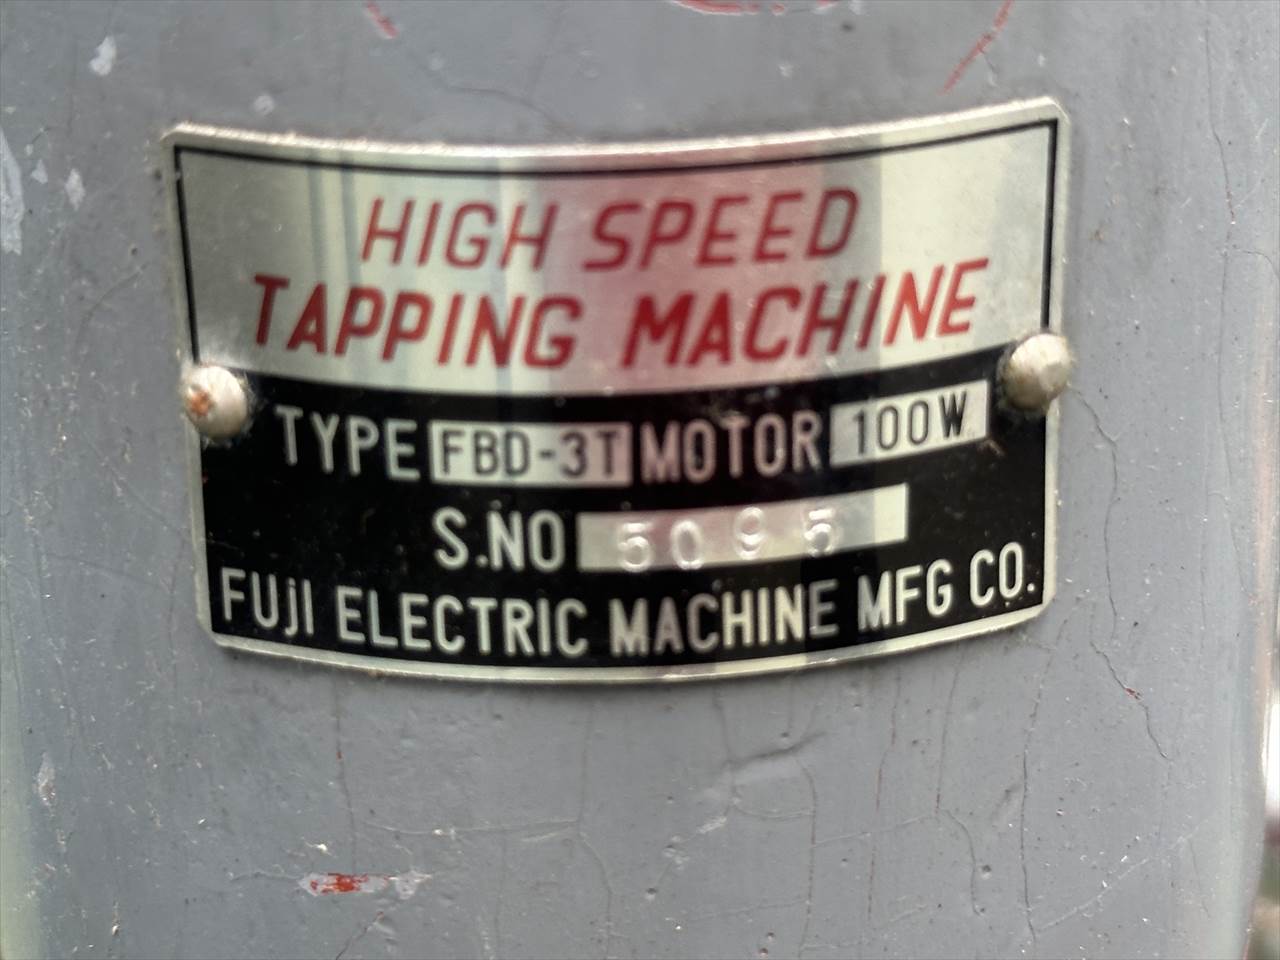 HIGH SPEED
TAPPING MACHINE
TYPE FBD-3T MOTOR 100W
S.NO 5095
FUjI ELECTRIC MACHINE MFG CO.